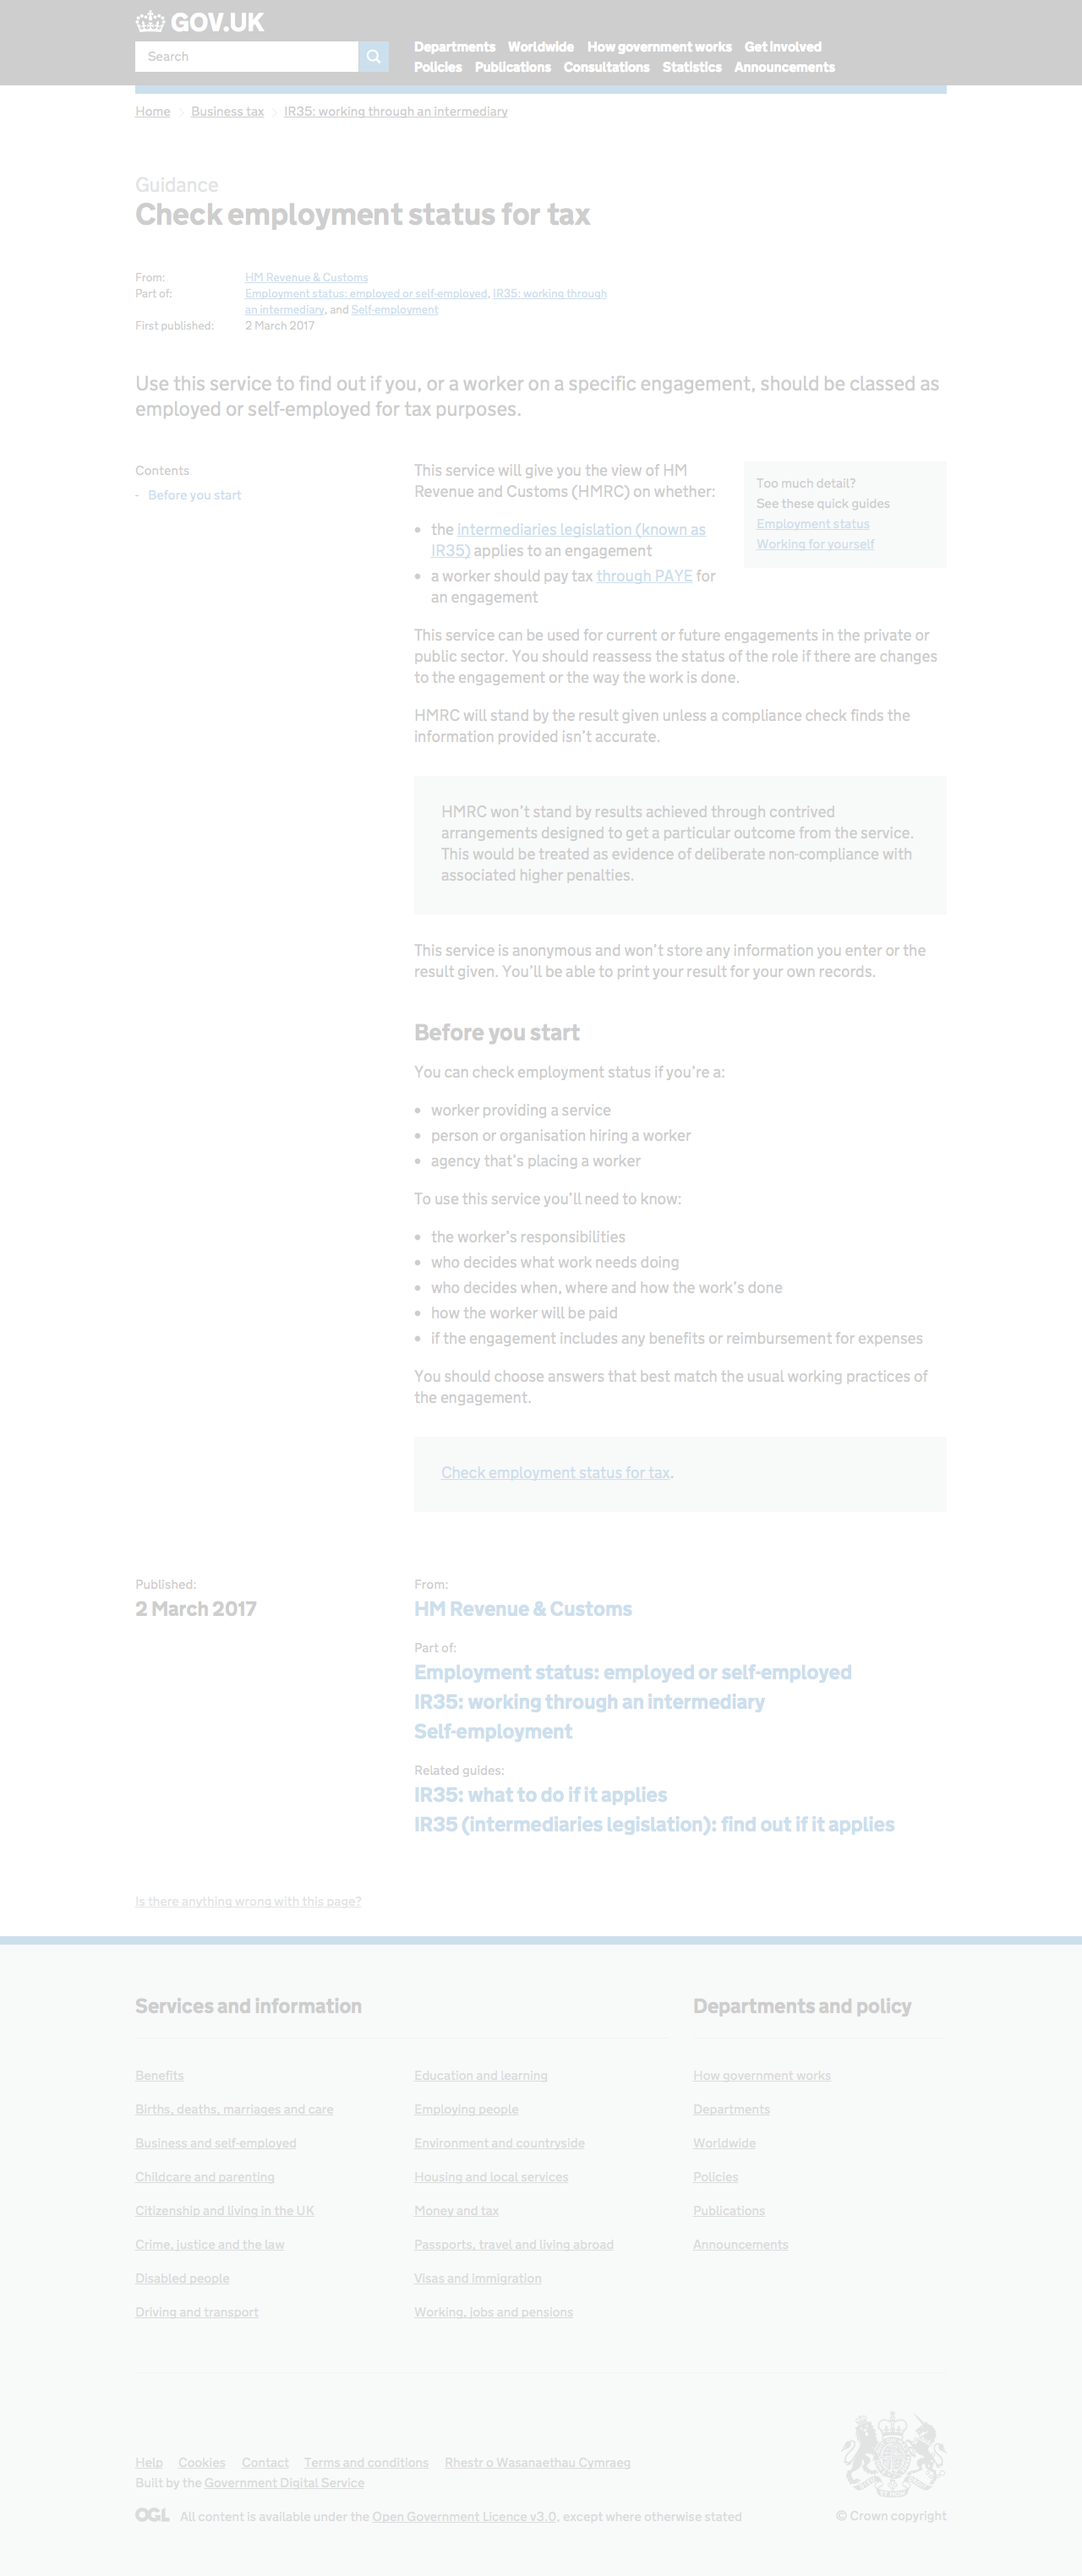 GOV.UK
Search
Departments Worldwide How government works Get involved
Policies Publications Consultations Statistics Announcements
Home Business tax IR35: working through an intermediary
Guidance
Check employment status for tax
From: HM Revenue & Customs
Part of: Employment status: employed or self-employed, IR35: working through
an intermediary, and Self-employment
First published: 2 March 2017
Use this service to find out if you, or a worker on a specific engagement, should be classed as
employed or self-employed for tax purposes.
Contents
- Before you start
This service will give you the view of HM
Revenue and Customs (HMRC) on whether:
• the intermediaries legislation (known as
IR35) applies to an engagement
• a worker should pay tax through PAYE for
an engagement
Too much detail?
See these quick guides
Employment status
Working for yourself
This service can be used for current or future engagements in the private or
public sector. You should reassess the status of the role if there are changes
to the engagement or the way the work is done.
HMRC will stand by the result given unless a compliance check finds the
information provided isn't accurate.
HMRC won't stand by results achieved through contrived
arrangements designed to get a particular outcome from the service.
This would be treated as evidence of deliberate non-compliance with
associated higher penalties.
This service is anonymous and won't store any information you enter or the
result given. You'll be able to print your result for your own records.
Before you start
You can check employment status if you're a:
• worker providing a service
• person or organisation hiring a worker
• agency that's placing a worker
To use this service you'll need to know:
• the worker's responsibilities
• who decides what work needs doing
• who decides when, where and how the work's done
• how the worker will be paid
• if the engagement includes any benefits or reimbursement for expenses
You should choose answers that best match the usual working practices of
the engagement.
Check employment status for tax.
Published:
2 March 2017
From:
HM Revenue & Customs
Part of:
Employment status: employed or self-employed
IR35: working through an intermediary
Self-employment
Related guides:
IR35: what to do if it applies
IR35 (intermediaries legislation): find out if it applies
Is there anything wrong with this page?
Services and information
Benefits
Births, deaths, marriages and care
Business and self-employed
Childcare and parenting
Citizenship and living in the UK
Crime, justice and the law
Disabled people
Driving and transport
Education and learning
Employing people
Environment and countryside
Housing and local services
Money and tax
Passports, travel and living abroad
Visas and immigration
Working, jobs and pensions
Departments and policy
How government works
Departments
Worldwide
Policies
Publications
Announcements
Help Cookies Contact Terms and conditions Rhestr o Wasanaethau Cymraeg
Built by the Government Digital Service
OGL All content is available under the Open Government Licence v3.0, except where otherwise stated
© Crown copyright